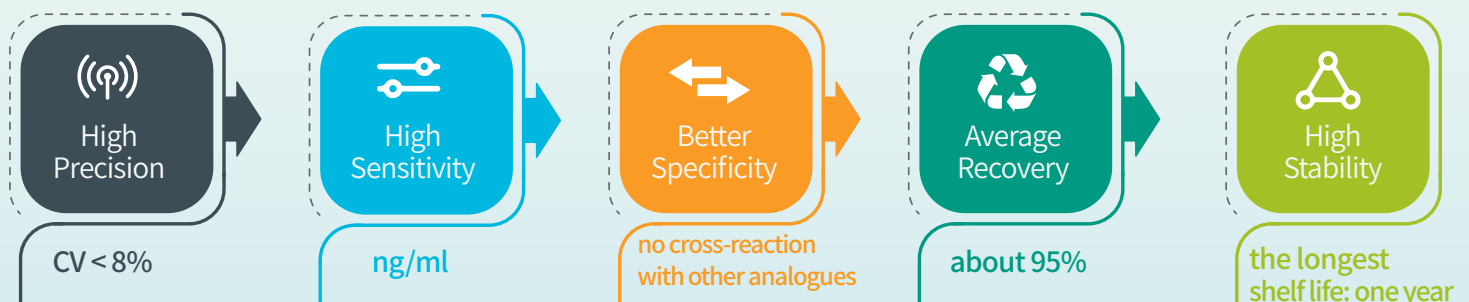 High
Precision
CV < 8%
High
Sensitivity
ng/ml
Better
Specificity
no cross-reaction
with other analogues
Average
Recovery
about 95%
High
Stability
the longest
shelf life: one year